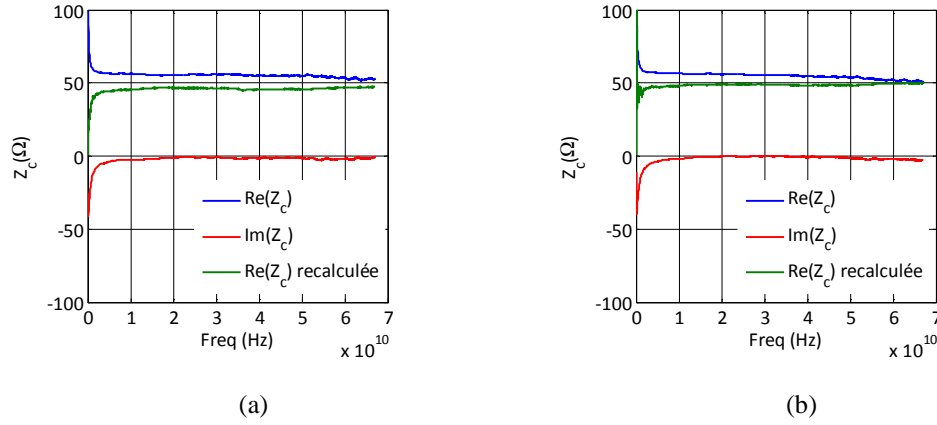 100
50
0
-50
-100
Z_c(Ω)
Re(Z_c)
Im(Z_c)
Re(Z_c) recalculée
0 1 2 3 4 5 6 7
Freq (Hz)
x 10^10
(a)
100
50
0
-50
-100
Z_c(Ω)
Re(Z_c)
Im(Z_c)
Re(Z_c) recalculée
0 1 2 3 4 5 6 7
Freq (Hz)
x 10^10
(b)